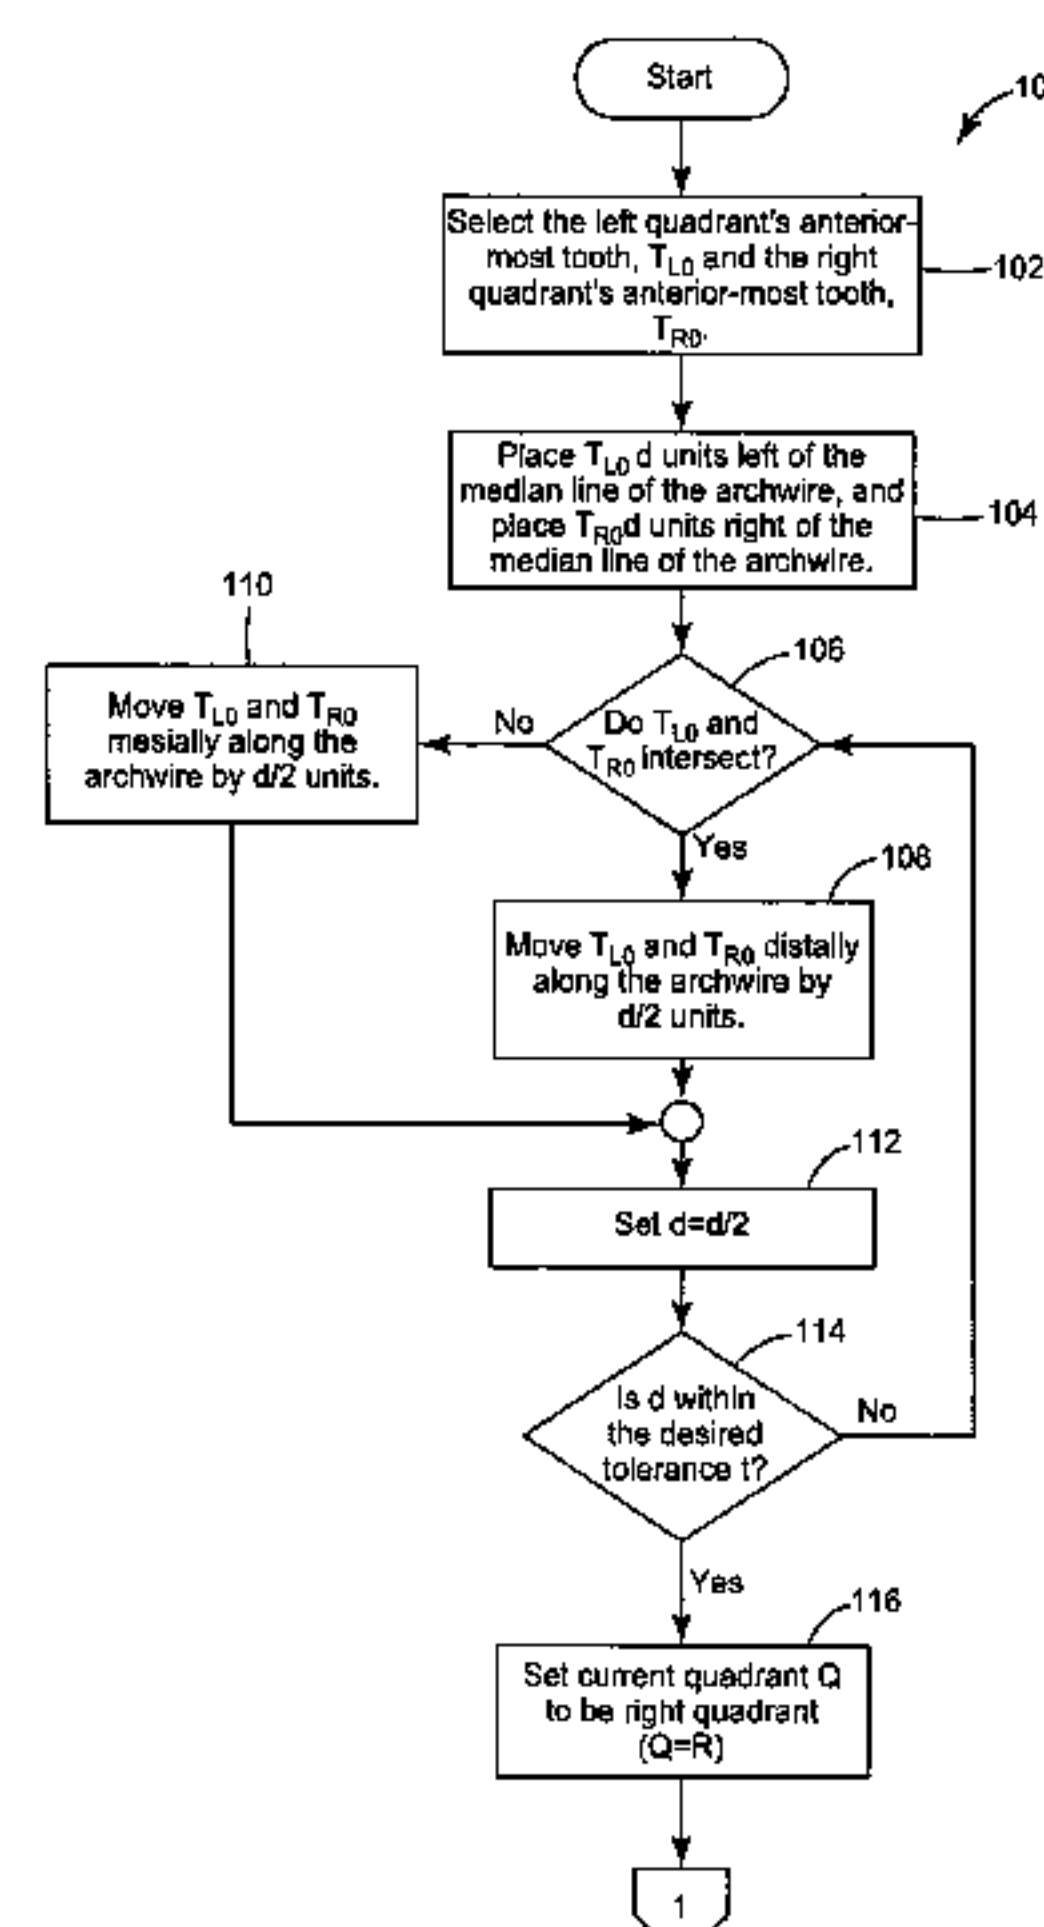 Start
Select the left quadrant's anterior-
most tooth, TL0 and the right
quadrant's anterior-most tooth,
TR0.
102
Place TL0 d units left of the
median line of the archwire, and
place TR0 d units right of the
median line of the archwire.
104
110
Move TL0 and TR0
mesially along the
archwire by d/2 units.
No
106
Do TL0 and
TR0 intersect?
Yes
108
Move TL0 and TR0 distally
along the archwire by
d/2 units.
112
Set d=d/2
114
Is d within
the desired
tolerance t?
No
Yes
116
Set current quadrant Q
to be right quadrant
(Q=R)
1